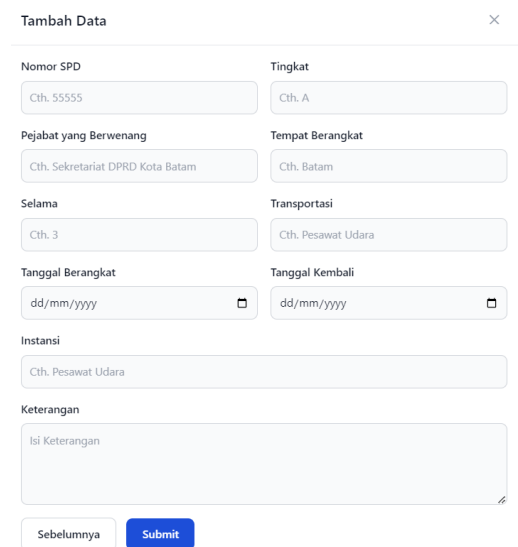 Tambah Data
Nomor SPD
Tingkat
Cth. 55555
Cth. A
Pejabat yang Berwenang
Tempat Berangkat
Cth. Sekretariat DPRD Kota Batam
Cth. Batam
Selama
Transportasi
Cth. 3
Cth. Pesawat Udara
Tanggal Berangkat
Tanggal Kembali
dd/mm/yyyy
dd/mm/yyyy
Instansi
Cth. Pesawat Udara
Keterangan
Isi Keterangan
Sebelumnya
Submit